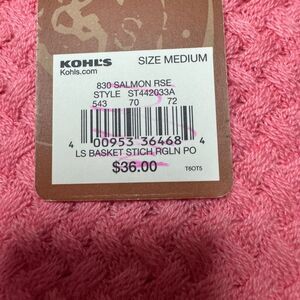 KOHL'S
SIZE MEDIUM
Kohls.com
830 SALMON RSE
STYLE ST442033A
543 70 72
4 00953 36468 4
LS BASKET STICH RGLN PO
$36.00
T6OT5